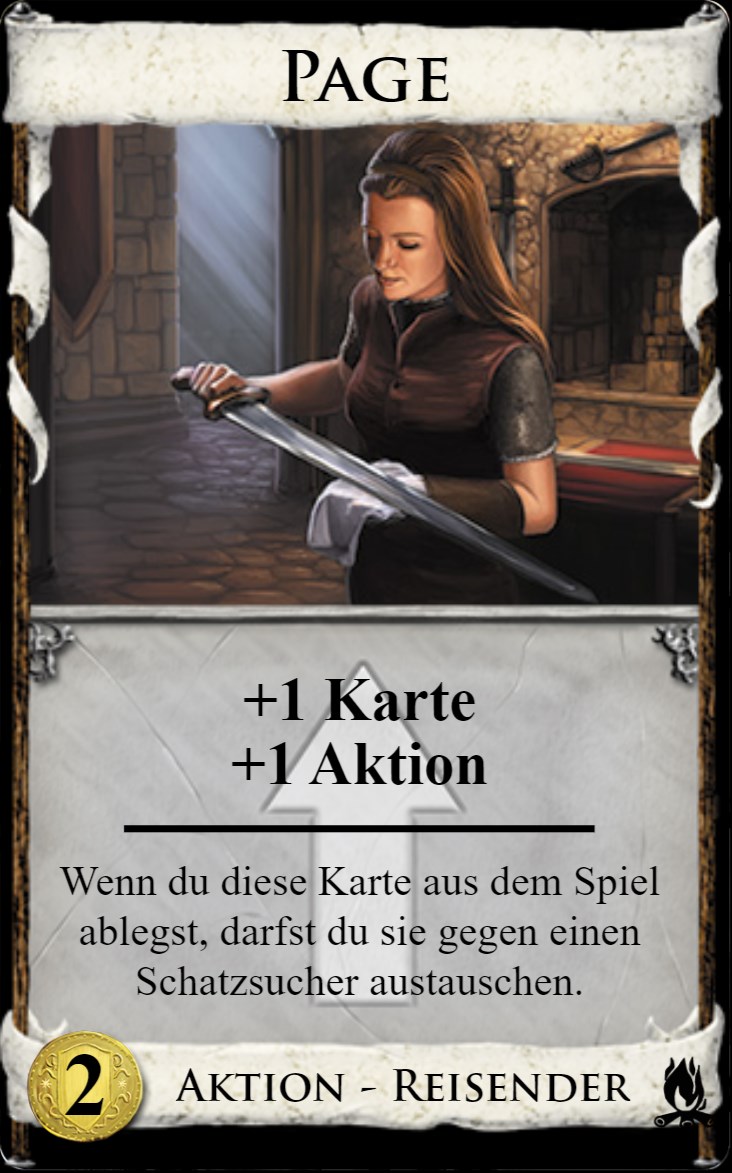 Page
+1 Karte
+1 Aktion
Wenn du diese Karte aus dem Spiel
ablegst, darfst du sie gegen einen
Schatzsucher austauschen.
2
Aktion - Reisender